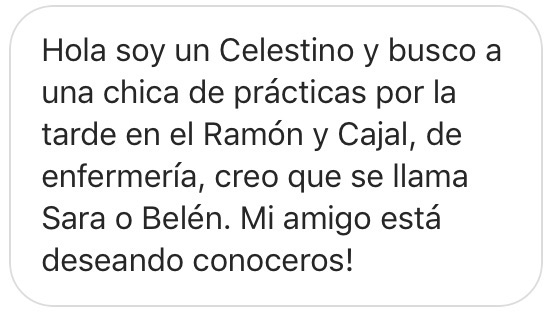 Hola soy un Celestino y busco a
una chica de prácticas por la
tarde en el Ramón y Cajal, de
enfermería, creo que se llama
Sara o Belén. Mi amigo está
deseando conoceros!